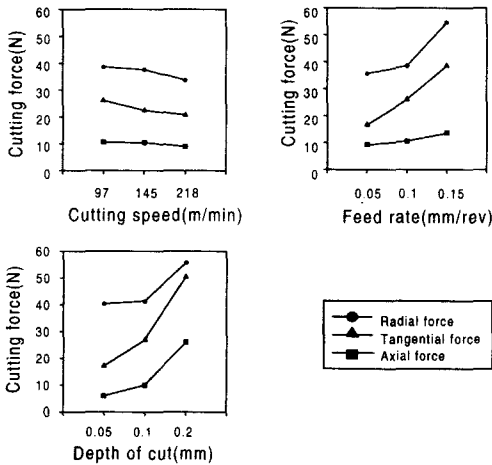 60
50
40
30
20
10
0
Cutting force(N)
97 145 218
Cutting speed(m/min)
60
50
40
30
20
10
0
Cutting force(N)
0.05 0.1 0.15
Feed rate(mm/rev)
60
50
40
30
20
10
0
Cutting force(N)
0.05 0.1 0.2
Depth of cut(mm)
Radial force
Tangential force
Axial force